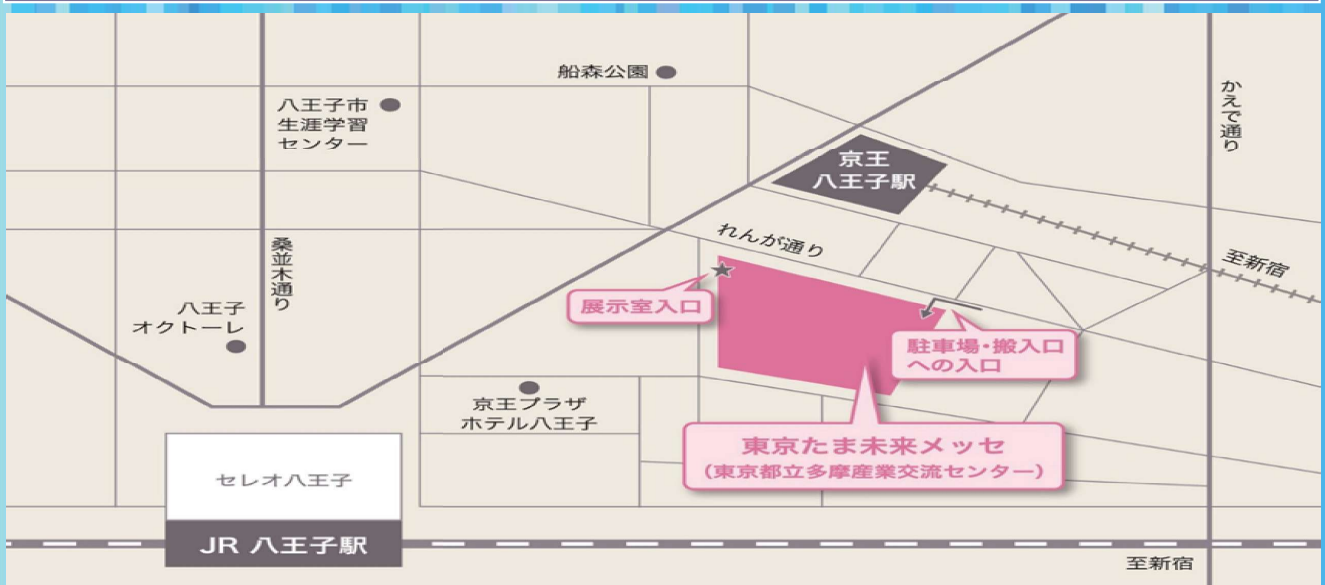 船森公園
八王子市
生涯学習
センター
かえで通り
京王
八王子駅
れんが通り
桑並木通り
至新宿
展示室入口
八王子
オクトーレ
駐車場・搬入口
への入口
京王プラザ
ホテル八王子
東京たま未来メッセ
(東京都立多摩産業交流センター)
セレオ八王子
JR 八王子駅
至新宿